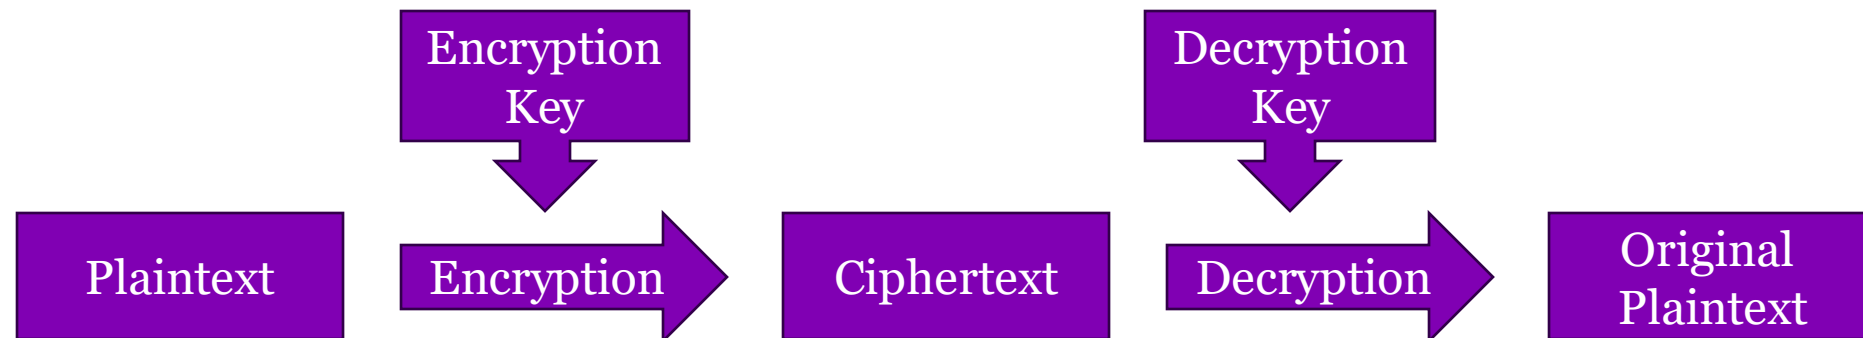 Encryption
Key
Decryption
Key
Plaintext
Encryption
Ciphertext
Decryption
Original
Plaintext